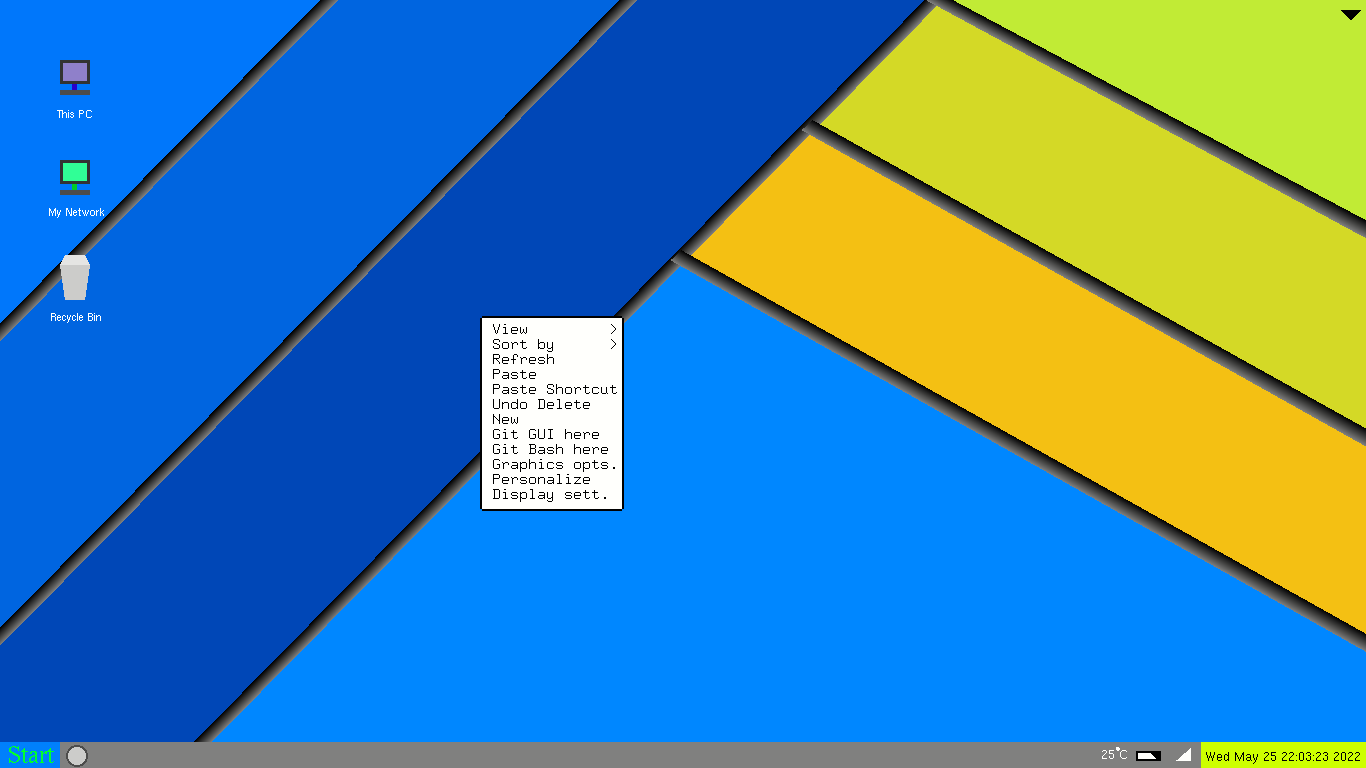 This PC
My Network
Recycle Bin
View >
Sort by >
Refresh
Paste
Paste Shortcut
Undo Delete
New
Git GUI here
Git Bash here
Graphics opts.
Personalize
Display sett.
Start
25°C
Wed May 25 22:03:23 2022